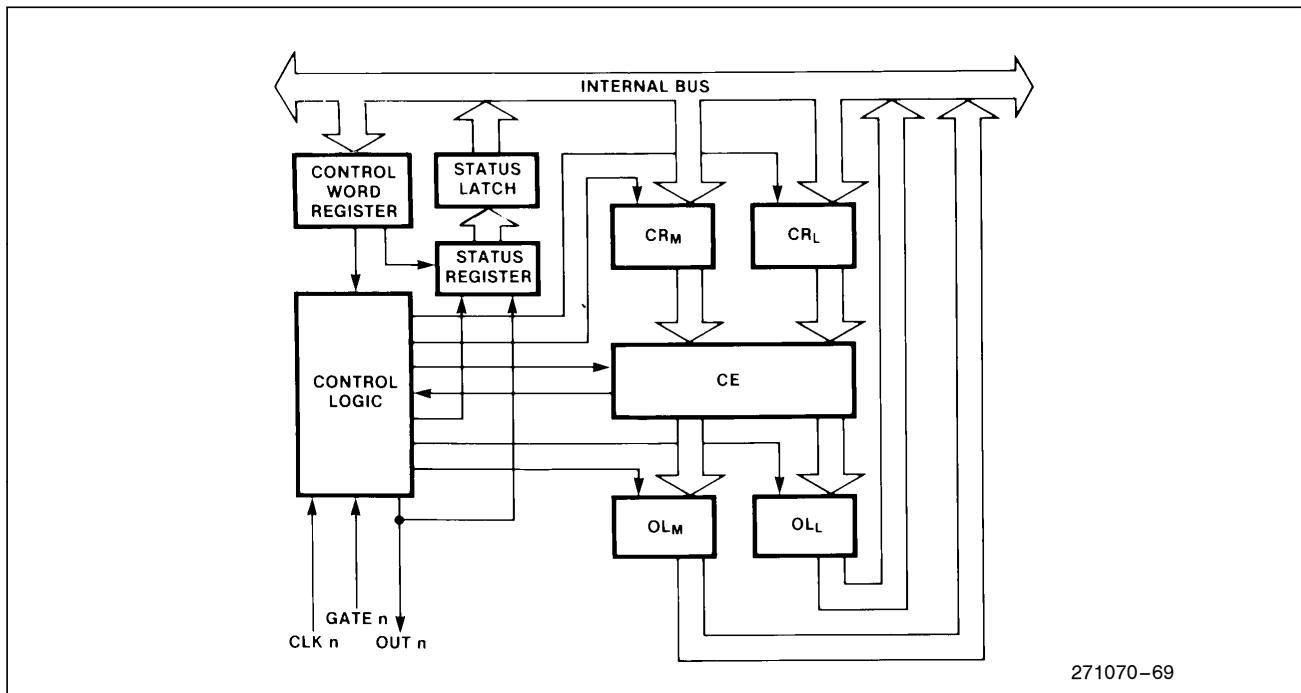 INTERNAL BUS
CONTROL
WORD
REGISTER
STATUS
LATCH
STATUS
REGISTER
CR_M
CR_L
CONTROL
LOGIC
CE
OL_M
OL_L
GATE n
CLK n
OUT n
271070–69